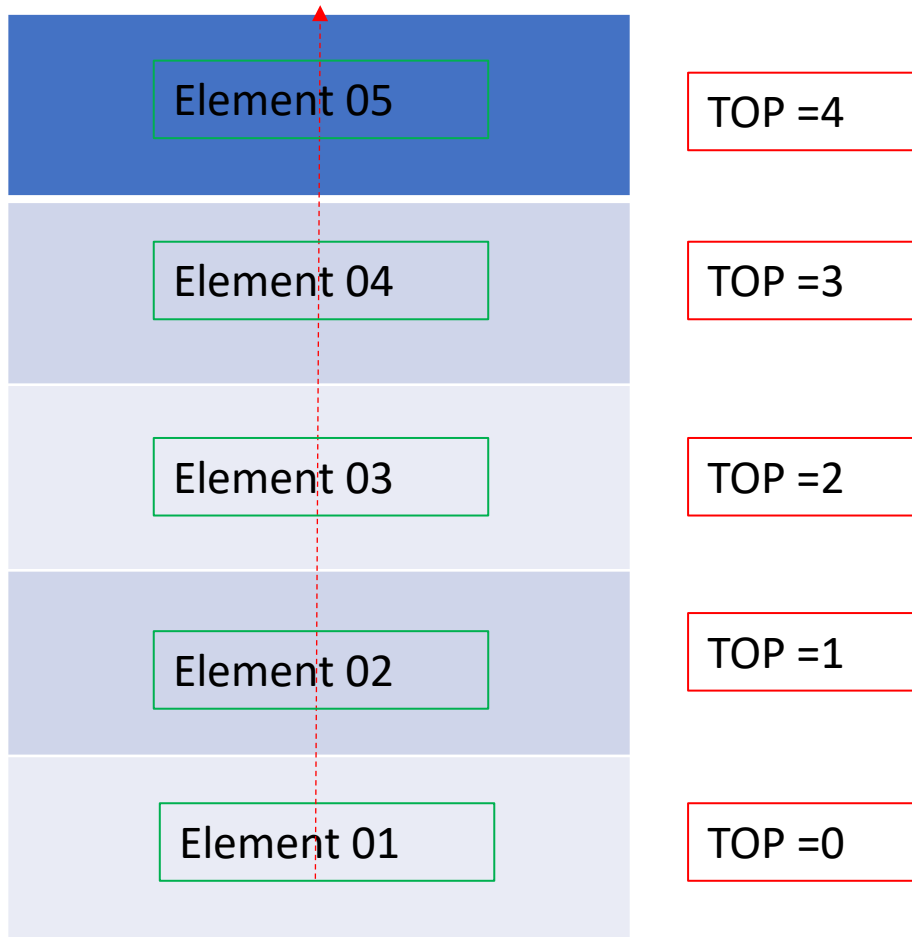 Element 05
TOP =4
Element 04
TOP =3
Element 03
TOP =2
Element 02
TOP =1
Element 01
TOP =0